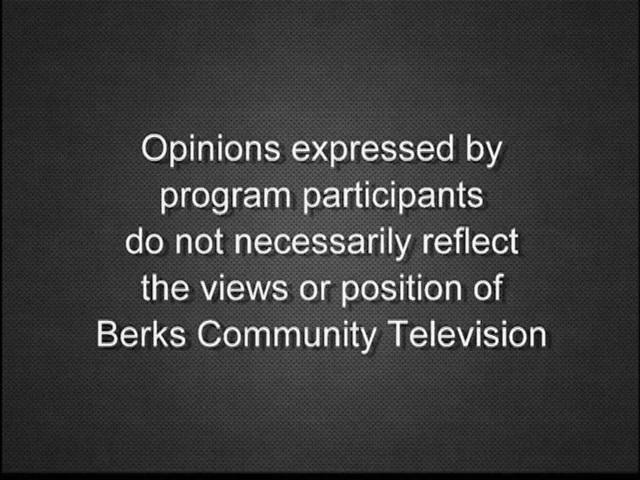 Opinions expressed by
program participants
do not necessarily reflect
the views or position of
Berks Community Television